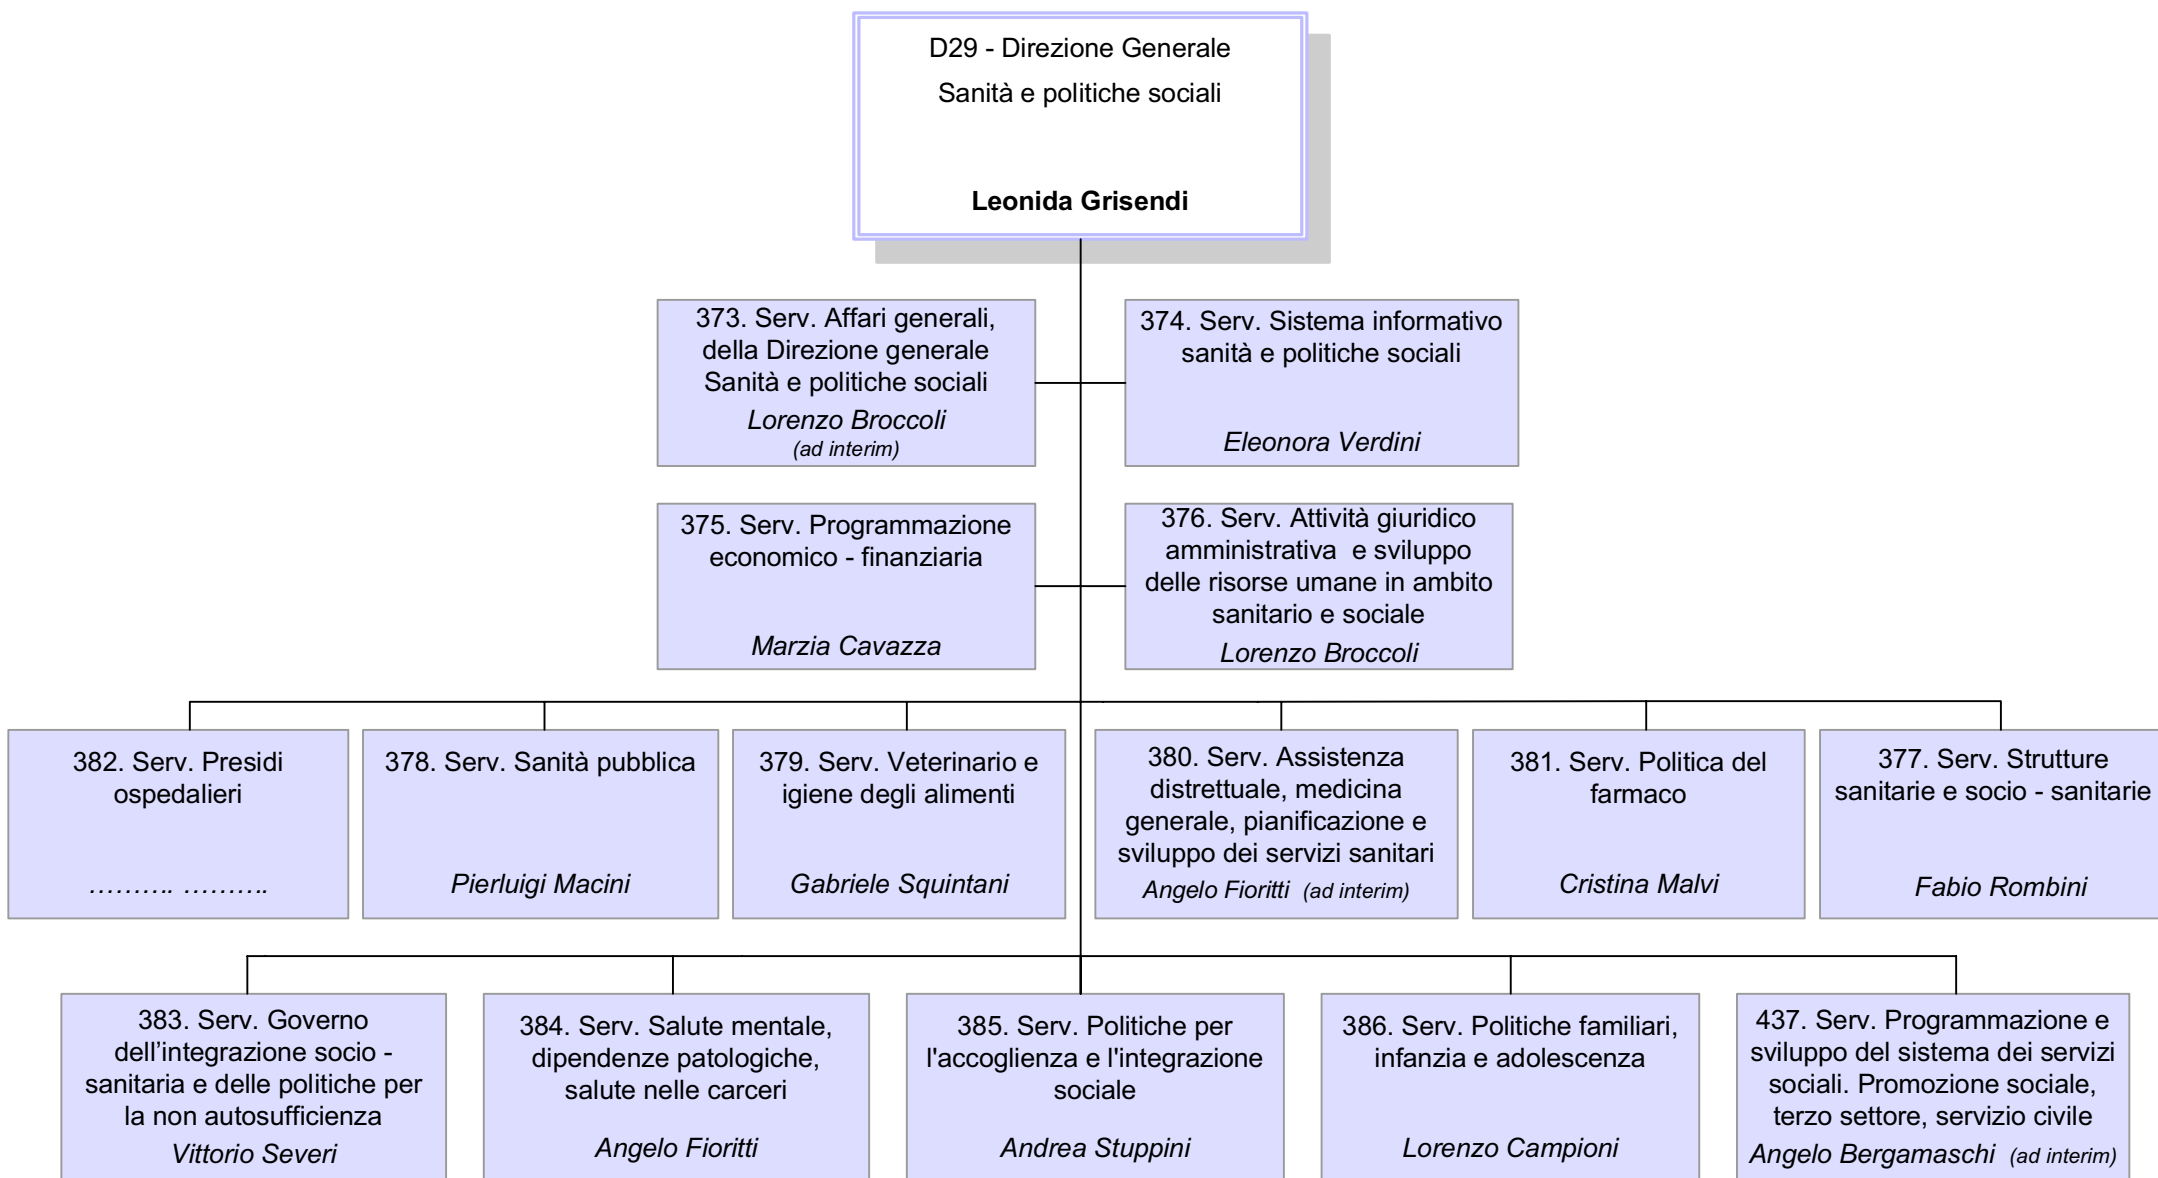 D29 - Direzione Generale
Sanità e politiche sociali
Leonida Grisendi
373. Serv. Affari generali,
della Direzione generale
Sanità e politiche sociali
Lorenzo Broccoli
(ad interim)
374. Serv. Sistema informativo
sanità e politiche sociali
Eleonora Verdini
375. Serv. Programmazione
economico - finanziaria
Marzia Cavazza
376. Serv. Attività giuridico
amministrativa e sviluppo
delle risorse umane in ambito
sanitario e sociale
Lorenzo Broccoli
382. Serv. Presidi
ospedalieri
………. ……….
378. Serv. Sanità pubblica
Pierluigi Macini
379. Serv. Veterinario e
igiene degli alimenti
Gabriele Squintani
380. Serv. Assistenza
distrettuale, medicina
generale, pianificazione e
sviluppo dei servizi sanitari
Angelo Fioritti (ad interim)
381. Serv. Politica del
farmaco
Cristina Malvi
377. Serv. Strutture
sanitarie e socio - sanitarie
Fabio Rombini
383. Serv. Governo
dell’integrazione socio -
sanitaria e delle politiche per
la non autosufficienza
Vittorio Severi
384. Serv. Salute mentale,
dipendenze patologiche,
salute nelle carceri
Angelo Fioritti
385. Serv. Politiche per
l'accoglienza e l'integrazione
sociale
Andrea Stuppini
386. Serv. Politiche familiari,
infanzia e adolescenza
Lorenzo Campioni
437. Serv. Programmazione e
sviluppo del sistema dei servizi
sociali. Promozione sociale,
terzo settore, servizio civile
Angelo Bergamaschi (ad interim)